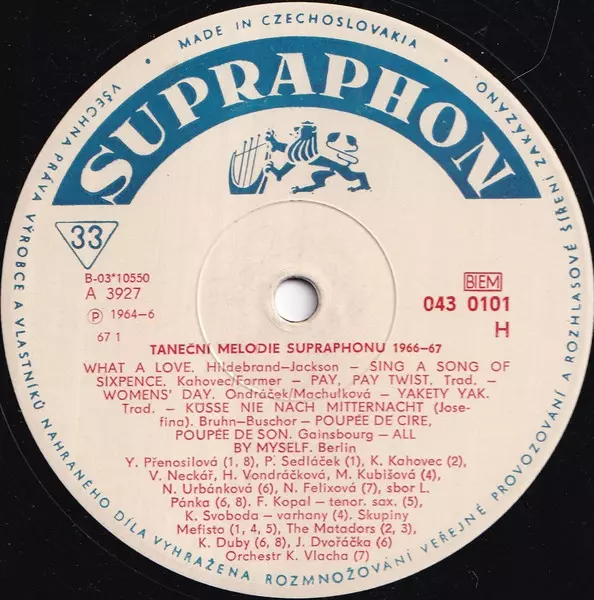 MADE IN CZECHOSLOVAKIA
SUPRAPHON
VŠECHNA PRÁVA VÝROBCE A VLASTNÍKŮ NAHRANÉHO DÍLA VYHRAŽENA ROZMNOŽOVÁNÍ VEŘEJNÉ PROVOZOVÁNÍ A ROZHLASOVÉ ŠÍŘENÍ ZAKÁZÁNO
33
B-03*10550
A 3927
Ⓟ 1964-6
67 1
BIEM
043 0101
H
TANEČNÍ MELODIE SUPRAPHONU 1966-67
WHAT A LOVE. Hildebrand-Jackson - SING A SONG OF
SIXPENCE. Kahovec/Farmer - PAY, PAY TWIST. Trad. -
WOMENS' DAY. Ondráček/Machulková - YAKETY YAK.
Trad. - KÜSSE NIE NACH MITTERNACHT (Jose-
fina). Bruhn-Buschor - POUPÉE DE CIRE,
POUPÉE DE SON. Gainsbourg - ALL
BY MYSELF. Berlin
Y. Přenosilová (1, 8), P. Sedláček (1), K. Kahovec (2),
V. Neckář, H. Vondráčková, M. Kubišová (4),
N. Urbánková (6), N. Felixová (7), sbor L.
Pánka (6, 8). F. Kopal - tenor. sax. (5),
K. Svoboda - varhany (4). Skupiny
Mefisto (1, 4, 5), The Matadors (2, 3),
K. Duby (6, 8), J. Dvořáčka (6)
Orchestr K. Vlacha (7)